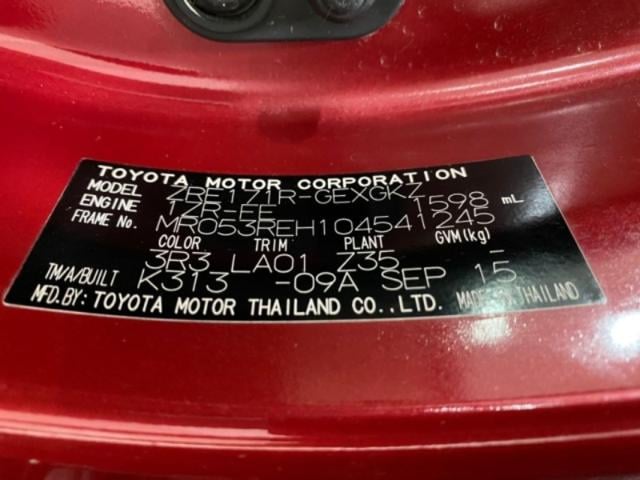 TOYOTA MOTOR CORPORATION
MODEL ZRE171R-GEXGKZ
ENGINE 1ZR-FE 1598 mL
FRAME No. MR053REH104541245
COLOR TRIM PLANT GVM(kg)
3R3 LA01 Z35
TM/A/BUILT K313 -09A SEP 15
MFD.BY: TOYOTA MOTOR THAILAND CO.,LTD. MADE IN THAILAND